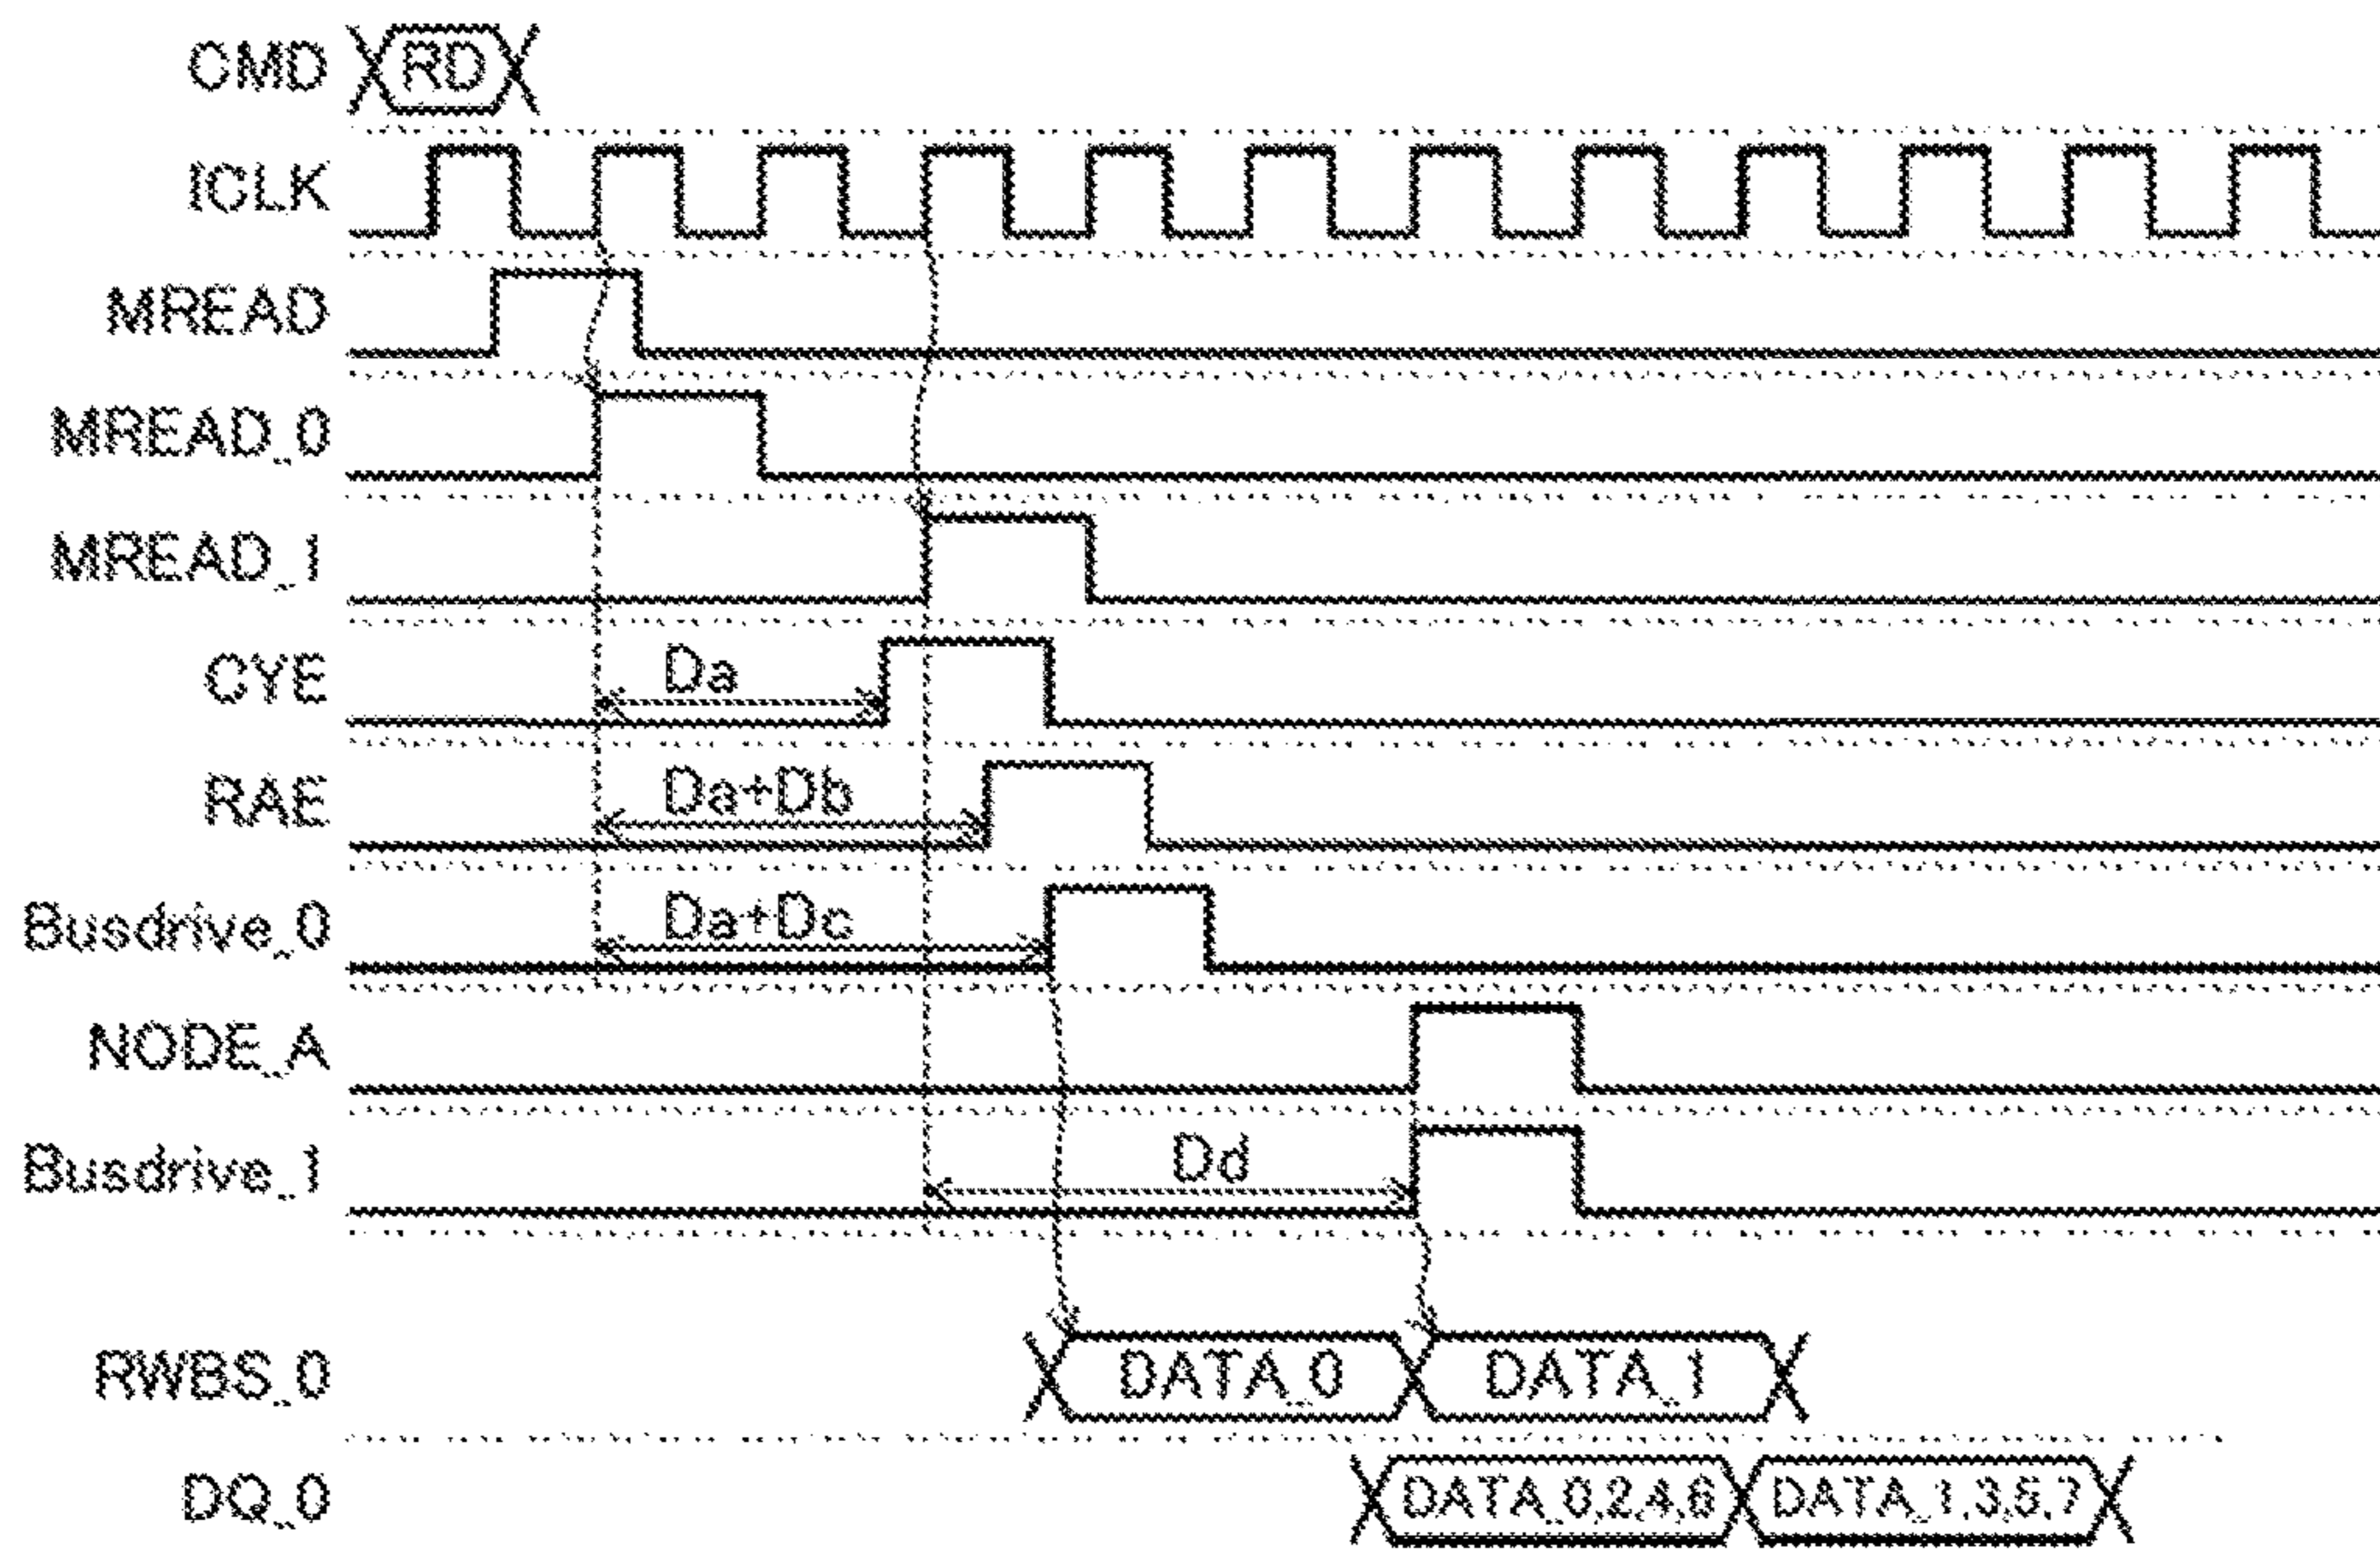 CMD RD
ICLK
MREAD
MREAD_0
MREAD_1
CYE Da
RAE Da+Db
Busdrive_0 Da+Dc
NODE_A
Busdrive_1 Dd
RWBS_0 DATA_0 DATA_1
DQ_0 DATA_0,2,4,6 DATA_1,3,5,7